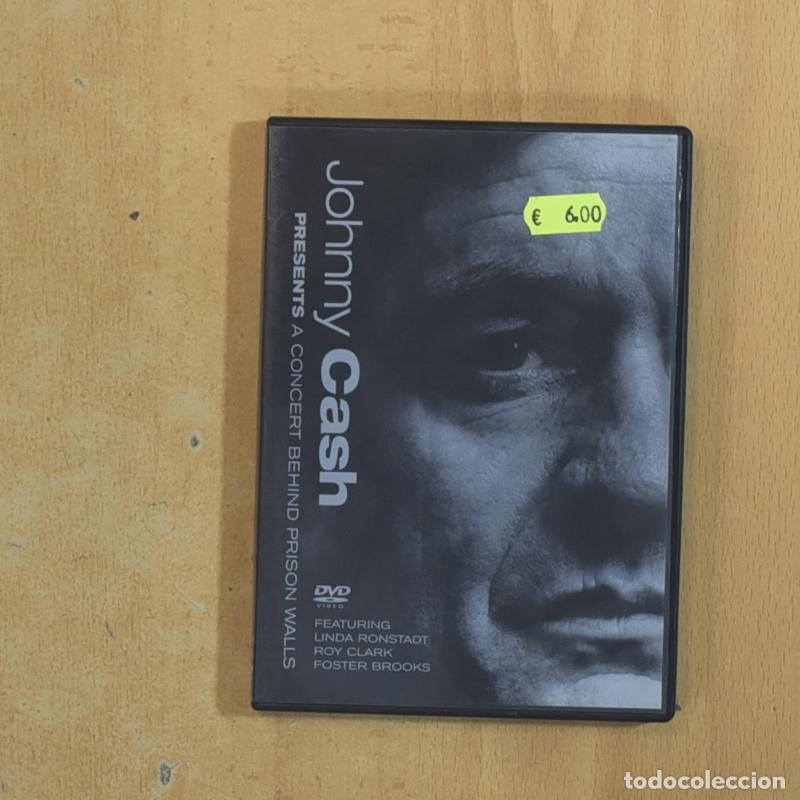 Johnny Cash
PRESENTS A CONCERT BEHIND PRISON WALLS
€ 6,00
DVD
VIDEO
FEATURING
LINDA RONSTADT
ROY CLARK
FOSTER BROOKS
todocoleccion